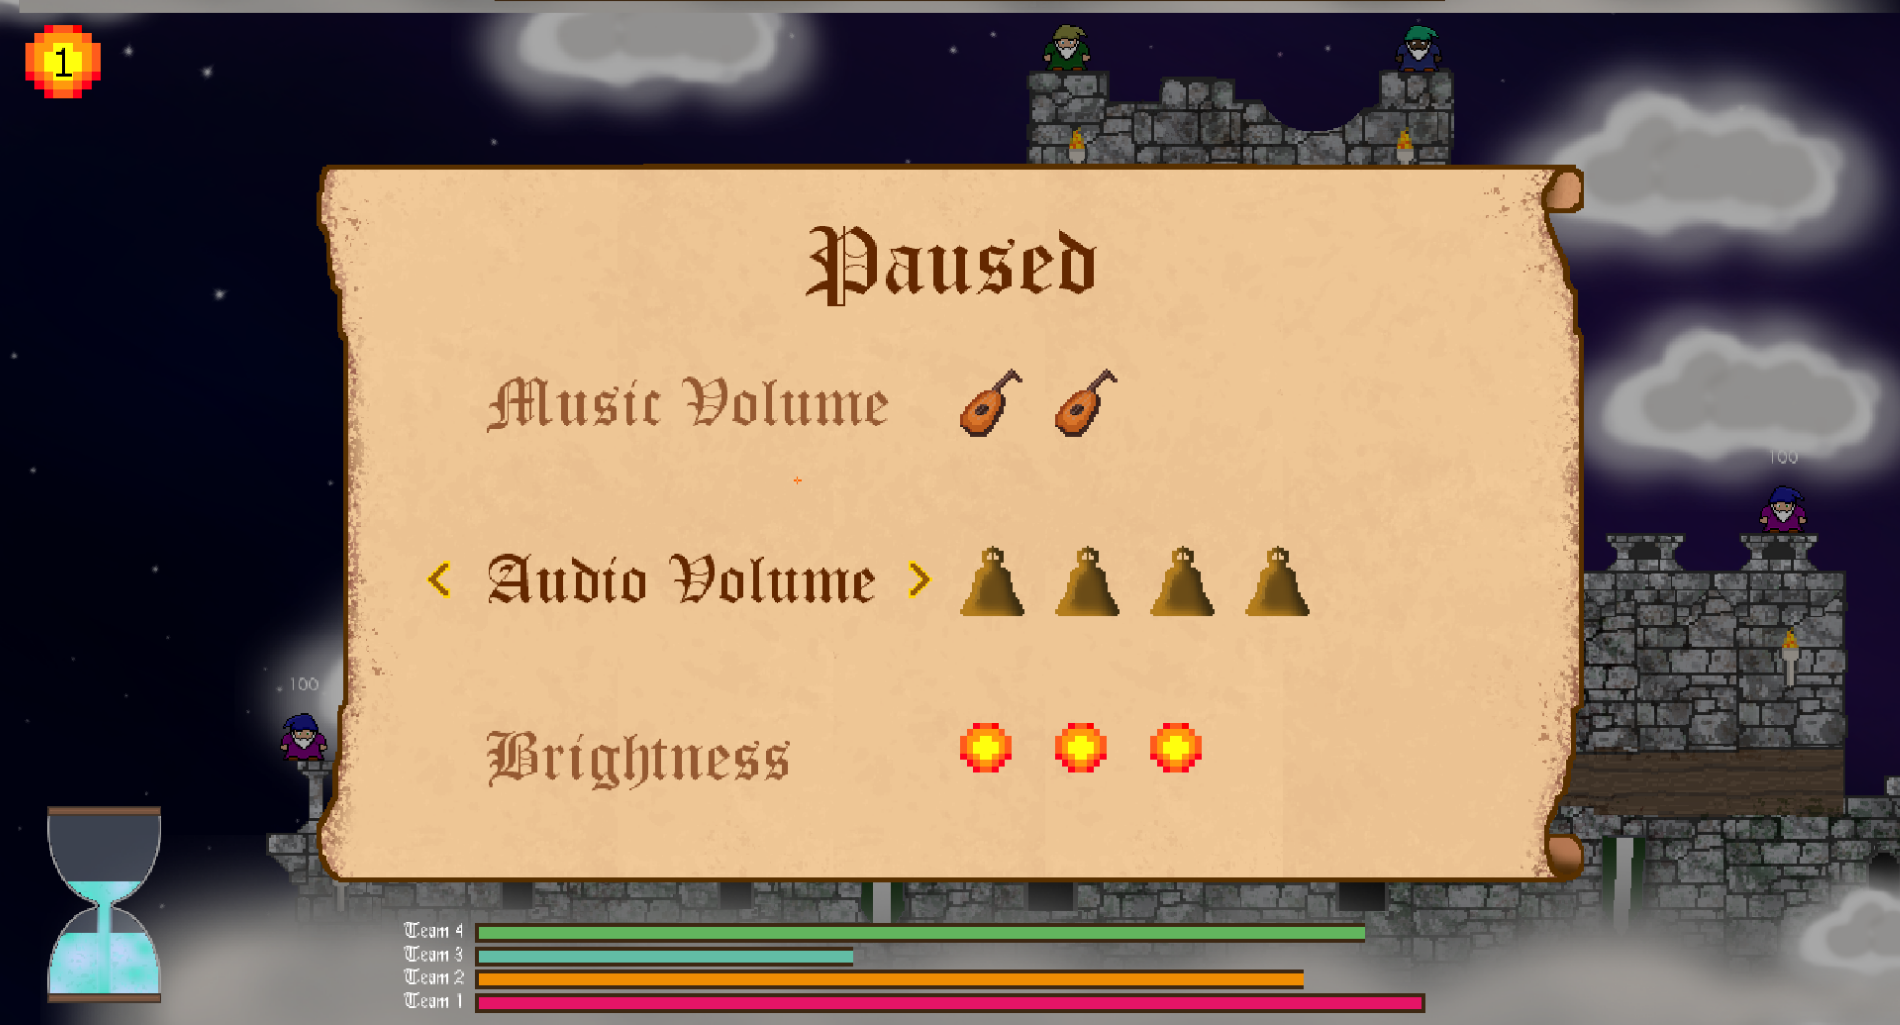 1
Paused
Music Volume
< Audio Volume >
100
Brightness
100
Team 4
Team 3
Team 2
Team 1